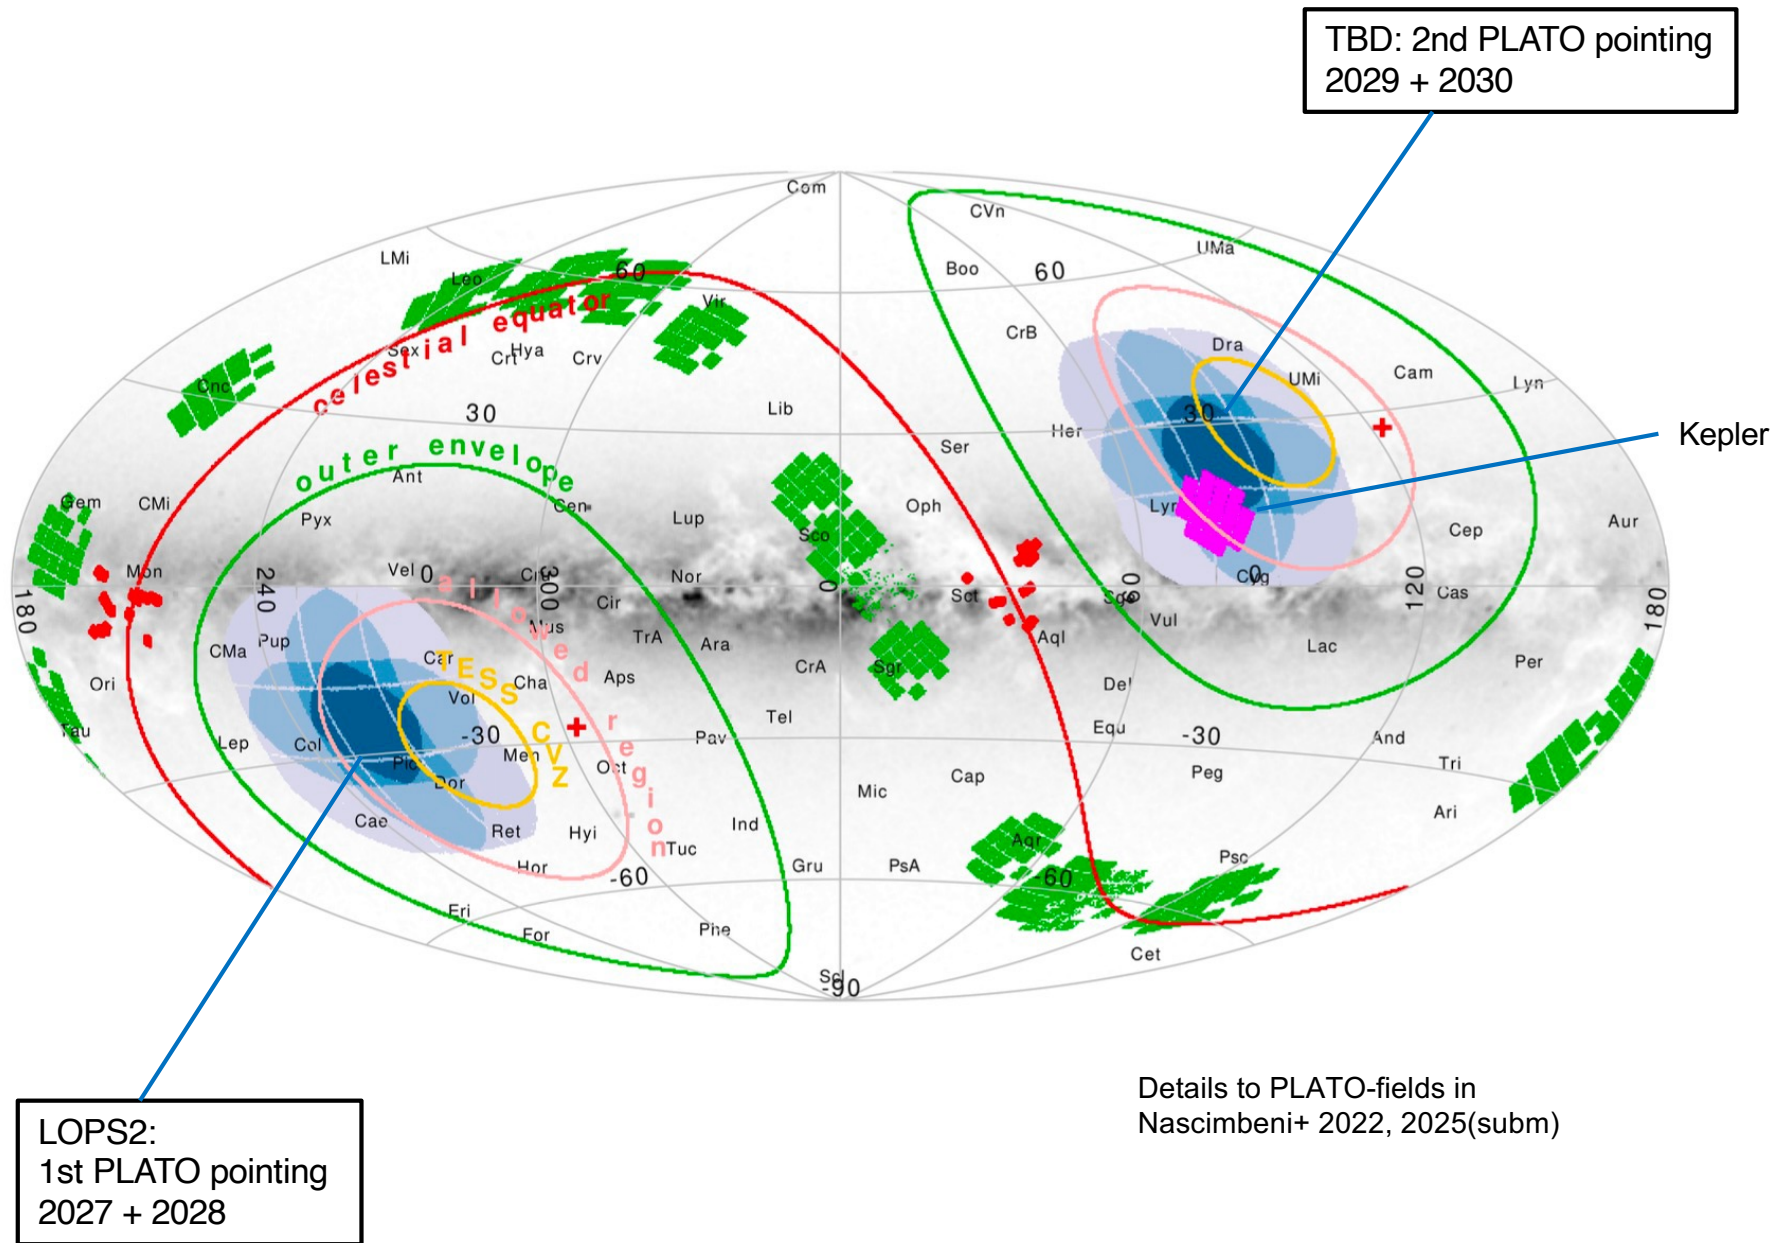 TBD: 2nd PLATO pointing
2029 + 2030
Com
CVn
LMi
UMa
Leo
60
Boo
60
Vir
celestial equator
CrB
Sex
Crt
Hya
Crv
Dra
UMi
Cam
Lyn
Cnc
30
Lib
30
Her
Kepler
outer envelope
Ser
Ant
Gem
CMi
Pyx
Cen
Lup
Oph
Lyr
Cep
Aur
Sco
Mon
240
Vel
0
allowed region
300
Nor
0
Sct
60
0
Cyg
120
Cas
180
180
Cir
Mus
TrA
Ara
Vul
Aql
Lac
CMa
Pup
Car
TESS CVZ
CrA
Sgr
Per
Ori
Cha
Aps
Del
Vol
Tel
Equ
Tau
Lep
Col
-30
Men
Oct
Pav
-30
And
Pic
Dor
Mic
Cap
Peg
Tri
Cae
Ret
Hyi
Ind
Aqr
Ari
Hor
Tuc
-60
Gru
PsA
-60
Psc
Eri
For
Phe
Cet
Scl
-90
Details to PLATO-fields in
Nascimbeni+ 2022, 2025(subm)
LOPS2:
1st PLATO pointing
2027 + 2028